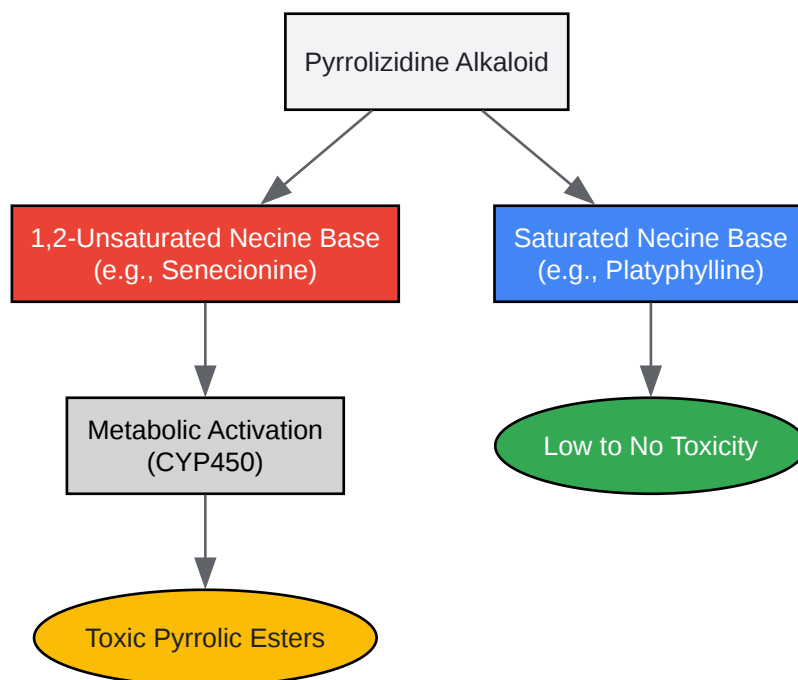 Pyrrolizidine Alkaloid
1,2-Unsaturated Necine Base
(e.g., Senecionine)
Saturated Necine Base
(e.g., Platyphylline)
Metabolic Activation
(CYP450)
Low to No Toxicity
Toxic Pyrrolic Esters